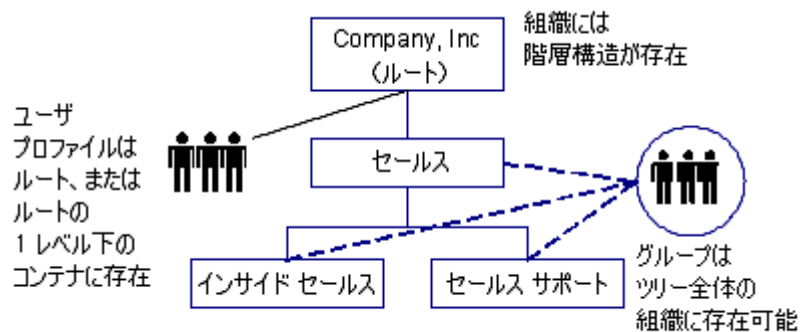 Company, Inc
（ルート）
組織には
階層構造が存在
ユーザ
プロファイルは
ルート、または
ルートの
1 レベル下の
コンテナに存在
セールス
インサイド セールス
セールス サポート
グループは
ツリー全体の
組織に存在可能